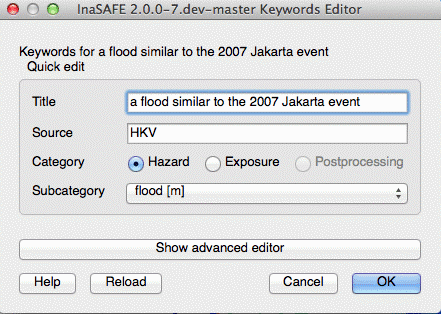 InaSAFE 2.0.0-7.dev-master Keywords Editor
Keywords for a flood similar to the 2007 Jakarta event
Quick edit
Title a flood similar to the 2007 Jakarta event
Source HKV
Category Hazard Exposure Postprocessing
Subcategory flood [m]
Show advanced editor
Help Reload Cancel OK